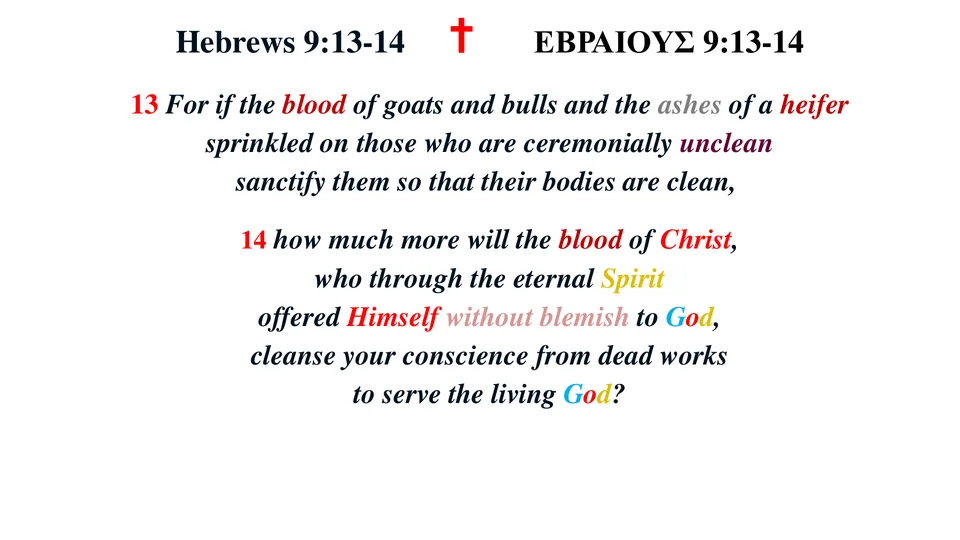 Hebrews 9:13-14 ✝ ΕΒΡΑΙΟΥΣ 9:13-14
13 For if the blood of goats and bulls and the ashes of a heifer
sprinkled on those who are ceremonially unclean
sanctify them so that their bodies are clean,
14 how much more will the blood of Christ,
who through the eternal Spirit
offered Himself without blemish to God,
cleanse your conscience from dead works
to serve the living God?